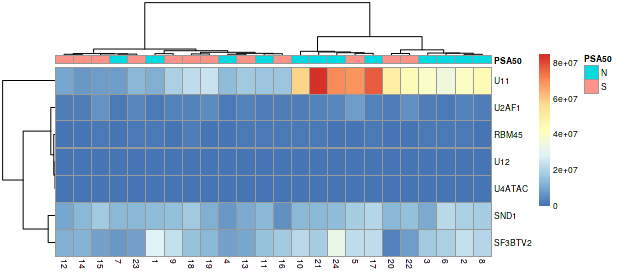 PSA50
U11
U2AF1
RBM45
U12
U4ATAC
SND1
SF3BTV2
12 14 15 7 23 1 9 18 19 4 13 11 16 10 21 24 5 17 20 22 3 6 2 8
8e+07
6e+07
4e+07
2e+07
0
PSA50
N
S